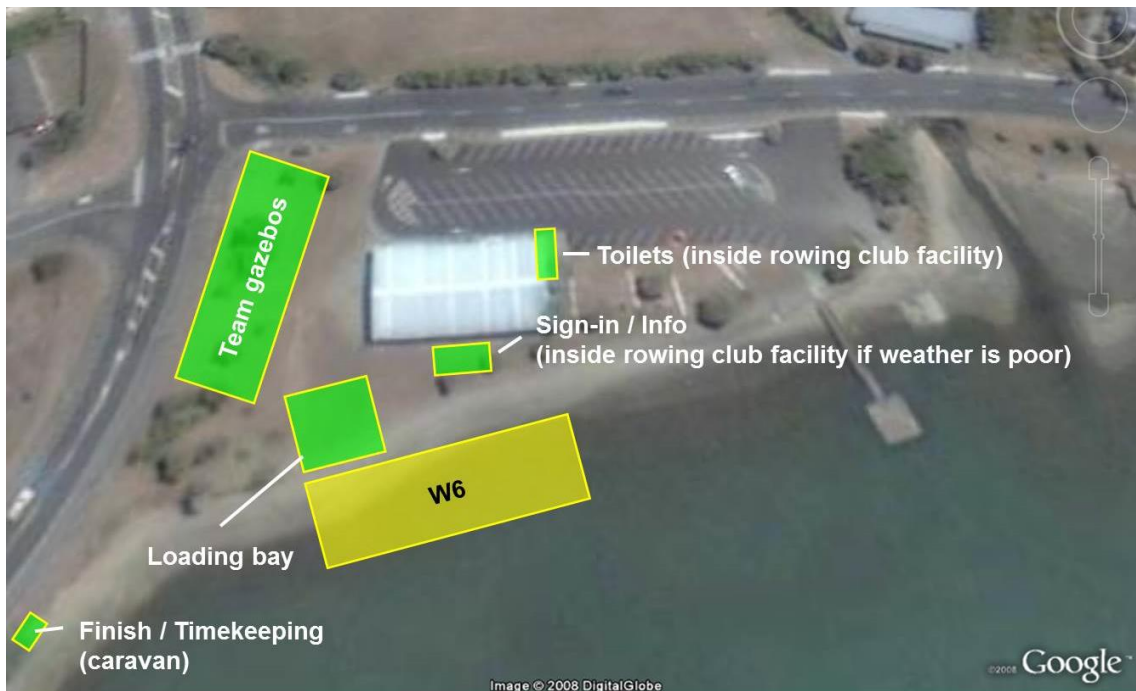 Team gazebos
Toilets (inside rowing club facility)
Sign-in / Info
(inside rowing club facility if weather is poor)
W6
Loading bay
Finish / Timekeeping
(caravan)
©2008 Google™
Image © 2008 DigitalGlobe